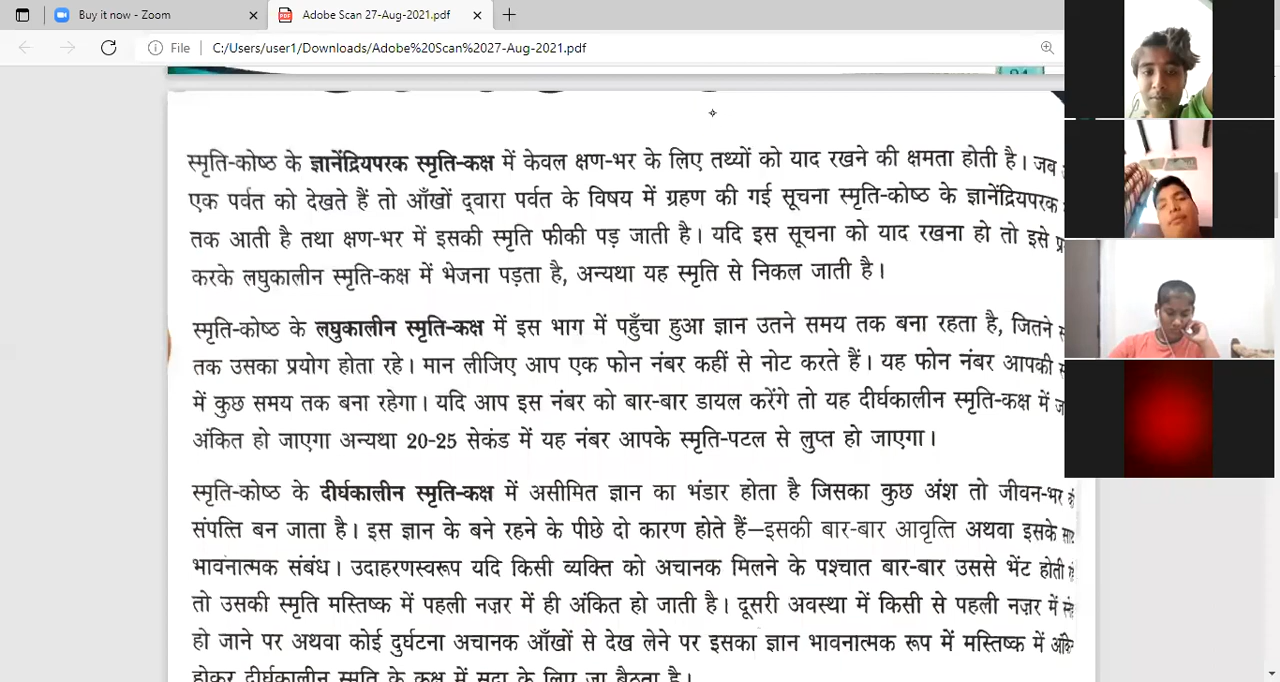 Buy it now - Zoom
Adobe Scan 27-Aug-2021.pdf
File
C:/Users/user1/Downloads/Adobe%20Scan%2027-Aug-2021.pdf
स्मृति-कोष्ठ के ज्ञानेंद्रियपरक स्मृति-कक्ष में केवल क्षण-भर के लिए तथ्यों को याद रखने की क्षमता होती है। जब
एक पर्वत को देखते हैं तो आँखों द्वारा पर्वत के विषय में ग्रहण की गई सूचना स्मृति-कोष्ठ के ज्ञानेंद्रियपरक
तक आती है तथा क्षण-भर में इसकी स्मृति फीकी पड़ जाती है। यदि इस सूचना को याद रखना हो तो इसे
करके लघुकालीन स्मृति-कक्ष में भेजना पड़ता है, अन्यथा यह स्मृति से निकल जाती है।
स्मृति-कोष्ठ के लघुकालीन स्मृति-कक्ष में इस भाग में पहुँचा हुआ ज्ञान उतने समय तक बना रहता है, जितने
तक उसका प्रयोग होता रहे। मान लीजिए आप एक फोन नंबर कहीं से नोट करते हैं। यह फोन नंबर आपकी
में कुछ समय तक बना रहेगा। यदि आप इस नंबर को बार-बार डायल करेंगे तो यह दीर्घकालीन स्मृति-कक्ष में
अंकित हो जाएगा अन्यथा 20-25 सेकंड में यह नंबर आपके स्मृति-पटल से लुप्त हो जाएगा।
स्मृति-कोष्ठ के दीर्घकालीन स्मृति-कक्ष में असीमित ज्ञान का भंडार होता है जिसका कुछ अंश तो जीवन-भर
संपत्ति बन जाता है। इस ज्ञान के बने रहने के पीछे दो कारण होते हैं—इसकी बार-बार आवृत्ति अथवा इसके
भावनात्मक संबंध। उदाहरणस्वरूप यदि किसी व्यक्ति को अचानक मिलने के पश्चात बार-बार उससे भेंट होती
तो उसकी स्मृति मस्तिष्क में पहली नज़र में ही अंकित हो जाती है। दूसरी अवस्था में किसी से पहली नज़र में
हो जाने पर अथवा कोई दुर्घटना अचानक आँखों से देख लेने पर इसका ज्ञान भावनात्मक रूप में मस्तिष्क में
होकर दीर्घकालीन स्मृति के कक्ष में सदा के लिए जा बैठता है।